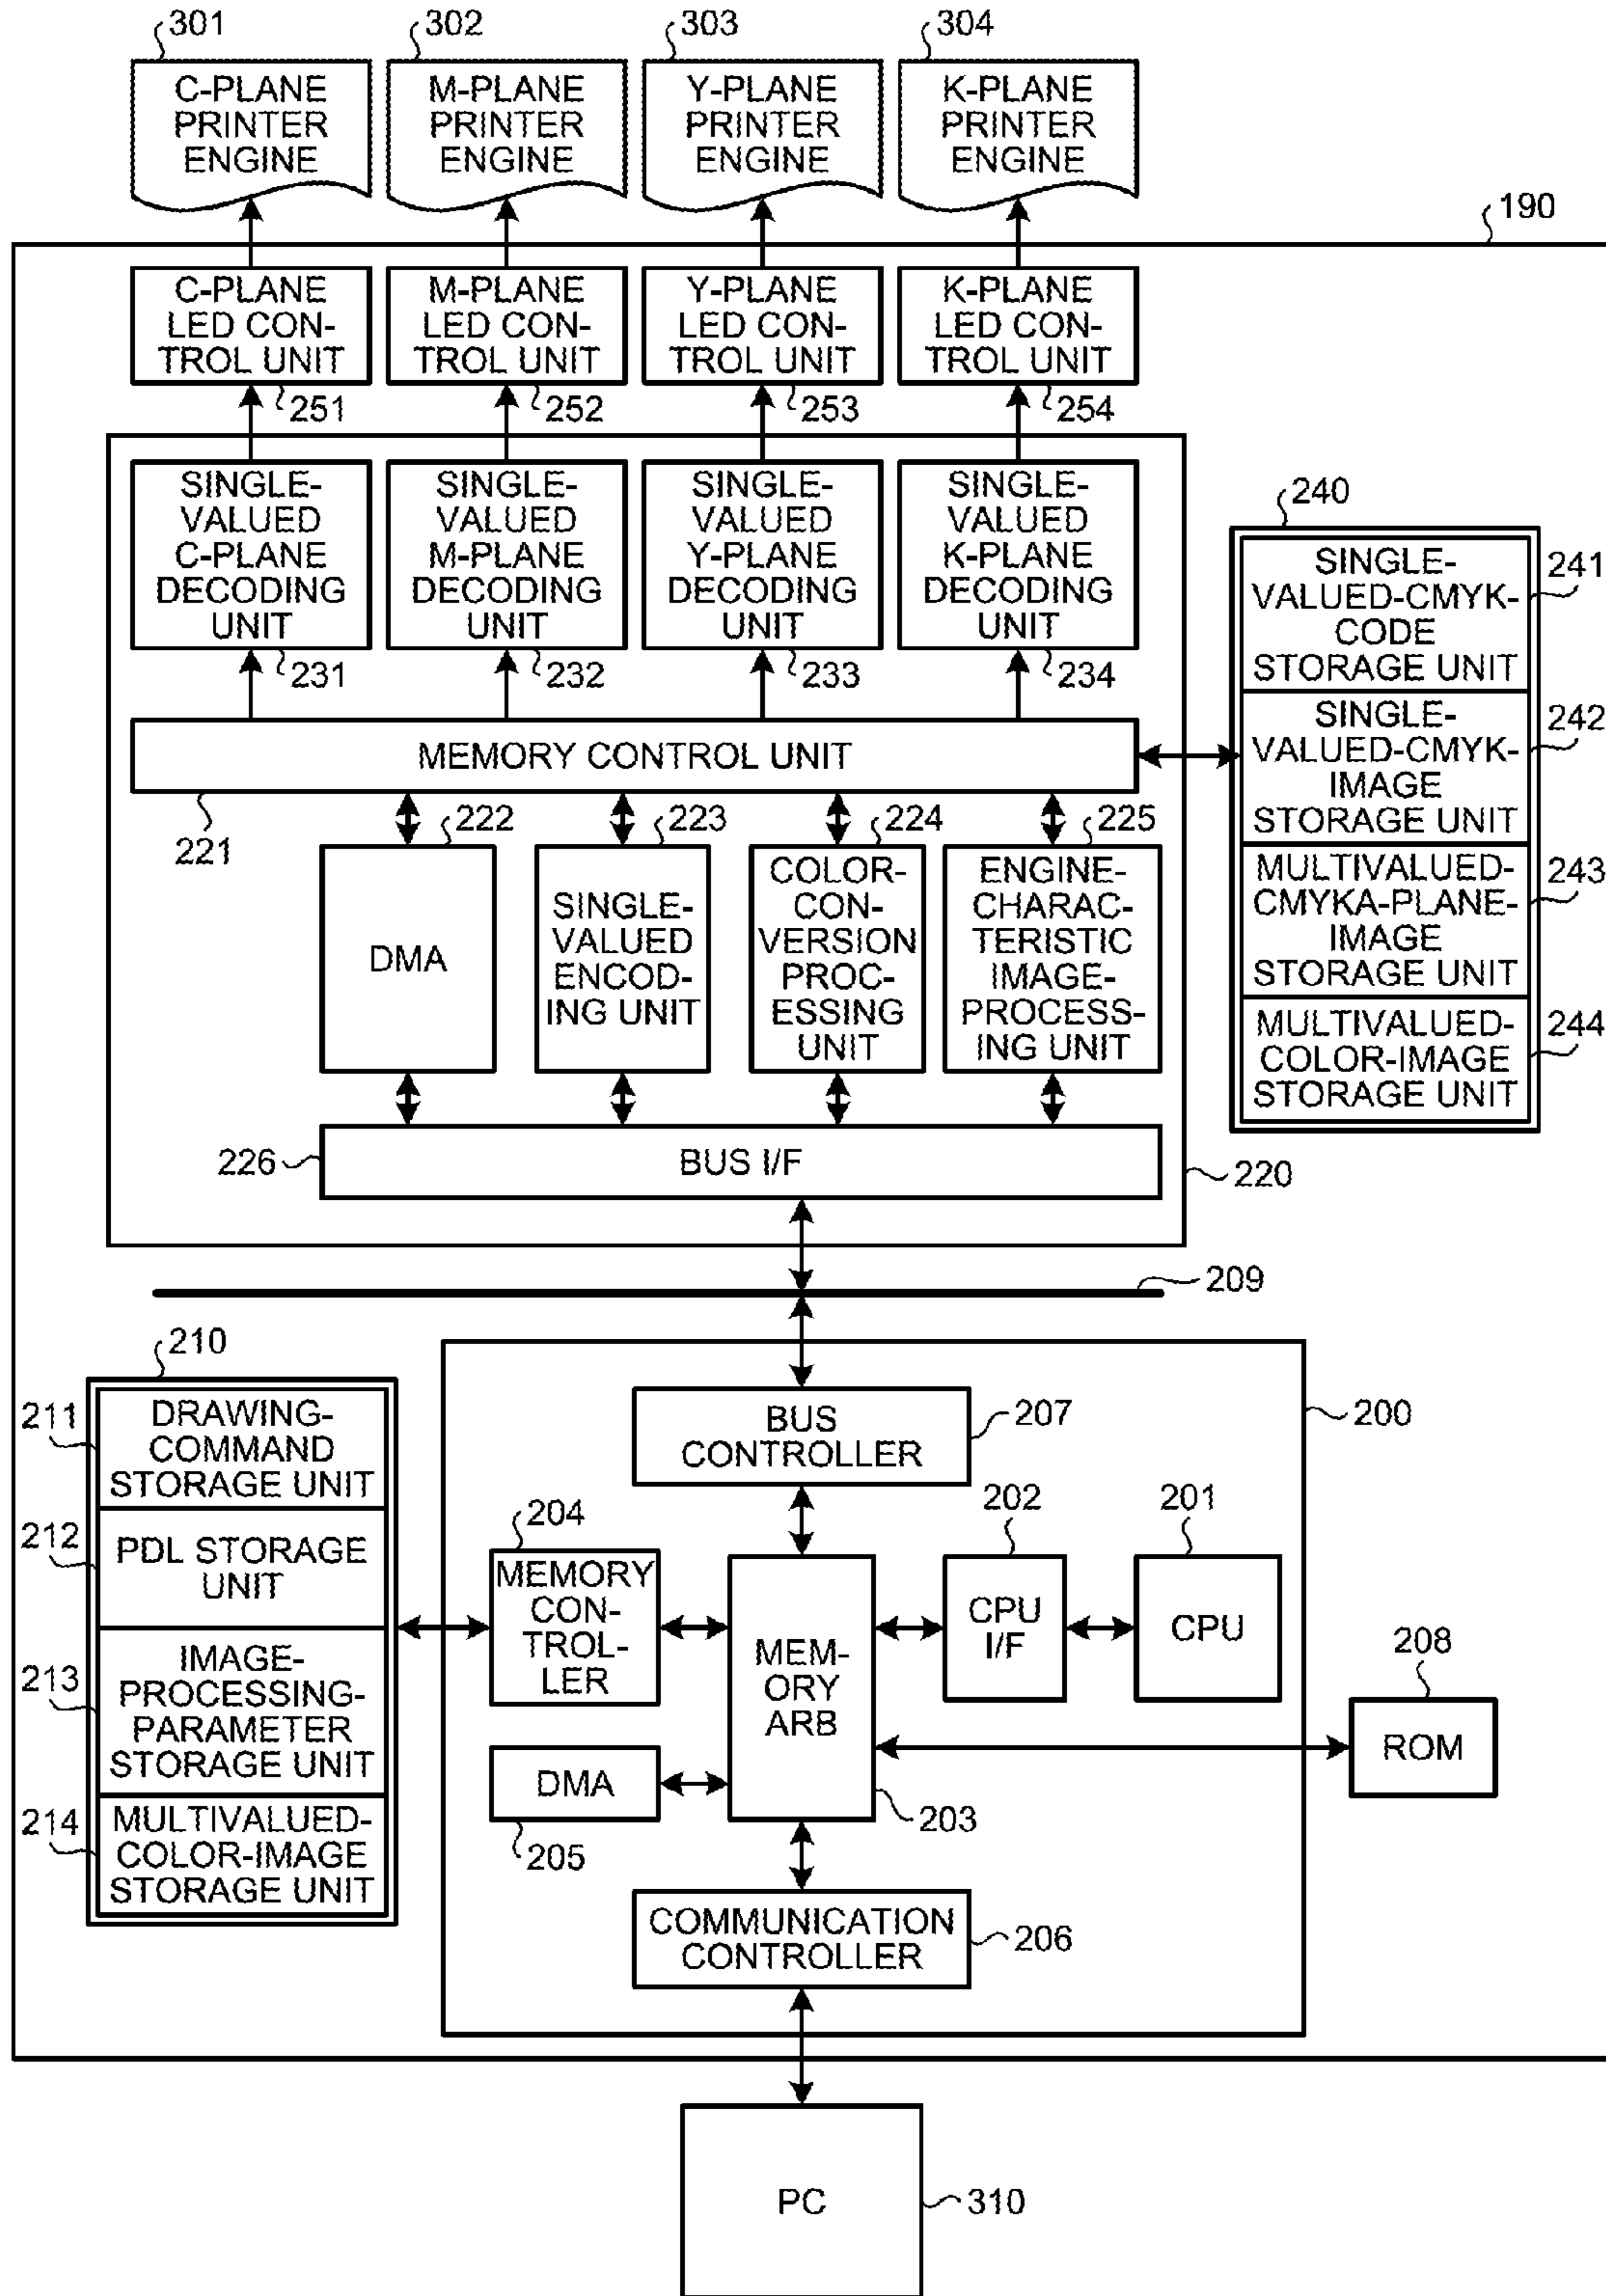 301
302
303
304
C-PLANE
PRINTER
ENGINE
M-PLANE
PRINTER
ENGINE
Y-PLANE
PRINTER
ENGINE
K-PLANE
PRINTER
ENGINE
190
C-PLANE
LED CON-
TROL UNIT
M-PLANE
LED CON-
TROL UNIT
Y-PLANE
LED CON-
TROL UNIT
K-PLANE
LED CON-
TROL UNIT
251
252
253
254
SINGLE-
VALUED
C-PLANE
DECODING
UNIT
SINGLE-
VALUED
M-PLANE
DECODING
UNIT
SINGLE-
VALUED
Y-PLANE
DECODING
UNIT
SINGLE-
VALUED
K-PLANE
DECODING
UNIT
231
232
233
234
240
SINGLE-
VALUED-CMYK-
CODE
STORAGE UNIT
241
SINGLE-
VALUED-CMYK-
IMAGE
STORAGE UNIT
242
MULTIVALUED-
CMYKA-PLANE-
IMAGE
STORAGE UNIT
243
MULTIVALUED-
COLOR-IMAGE
STORAGE UNIT
244
MEMORY CONTROL UNIT
221
222
223
224
225
DMA
SINGLE-
VALUED
ENCOD-
ING UNIT
COLOR-
CON-
VERSION
PROC-
ESSING
UNIT
ENGINE-
CHARAC-
TERISTIC
IMAGE-
PROCESS-
ING UNIT
226
BUS I/F
220
209
210
211
DRAWING-
COMMAND
STORAGE UNIT
212
PDL STORAGE
UNIT
213
IMAGE-
PROCESSING-
PARAMETER
STORAGE UNIT
214
MULTIVALUED-
COLOR-IMAGE
STORAGE UNIT
200
BUS
CONTROLLER
207
204
MEMORY
CON-
TROL-
LER
MEM-
ORY
ARB
203
202
CPU
I/F
201
CPU
208
ROM
DMA
205
COMMUNICATION
CONTROLLER
206
PC
310